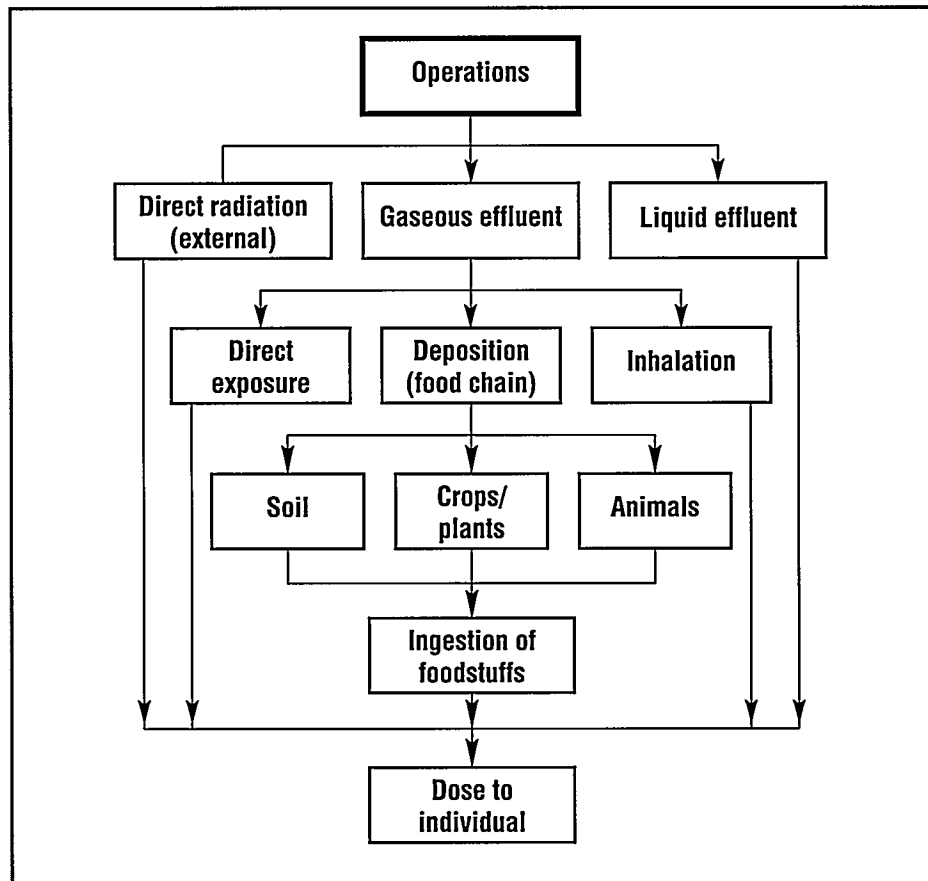 Operations
Direct radiation
(external)
Gaseous effluent
Liquid effluent
Direct
exposure
Deposition
(food chain)
Inhalation
Soil
Crops/
plants
Animals
Ingestion of
foodstuffs
Dose to
individual